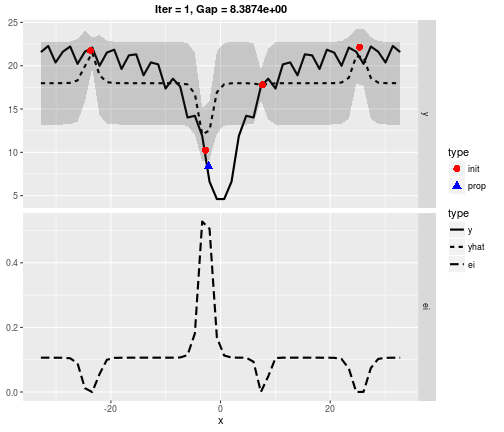 Iter = 1, Gap = 8.3874e+00
25
20
15
10
5
y
0.4
0.2
0.0
ei
-20
0
20
x
type
init
prop
type
y
yhat
ei